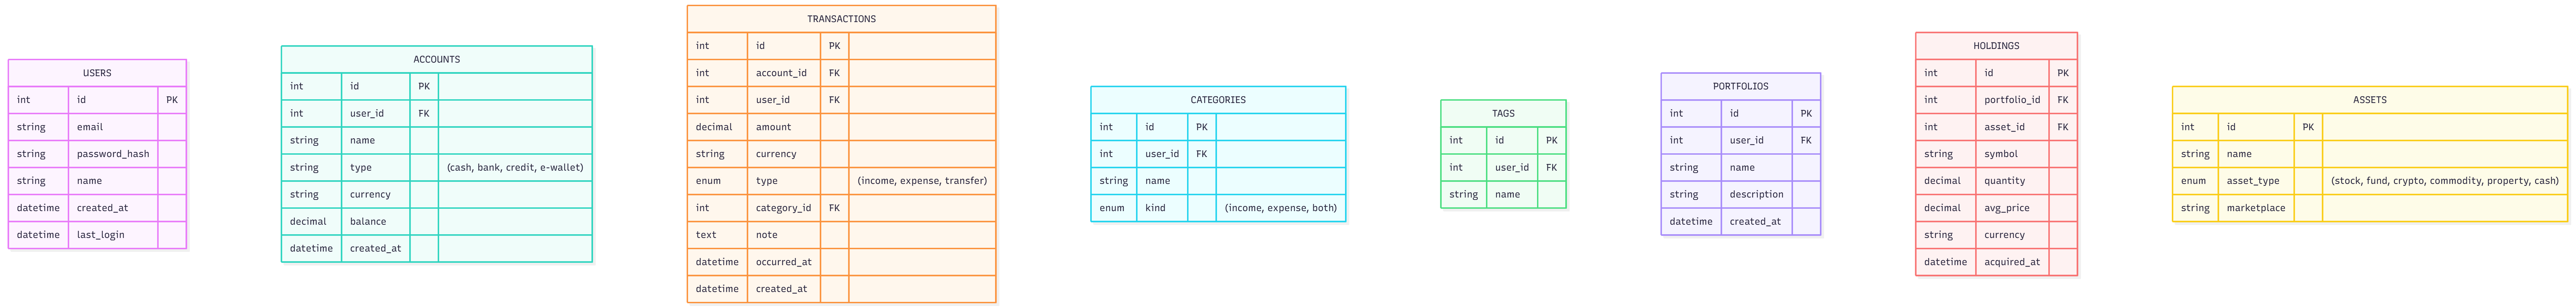 USERS
int id PK
string email
string password_hash
string name
datetime created_at
datetime last_login
ACCOUNTS
int id PK
int user_id FK
string name
string type (cash, bank, credit, e-wallet)
string currency
decimal balance
datetime created_at
TRANSACTIONS
int id PK
int account_id FK
int user_id FK
decimal amount
string currency
enum type (income, expense, transfer)
int category_id FK
text note
datetime occurred_at
datetime created_at
CATEGORIES
int id PK
int user_id FK
string name
enum kind (income, expense, both)
TAGS
int id PK
int user_id FK
string name
PORTFOLIOS
int id PK
int user_id FK
string name
string description
datetime created_at
HOLDINGS
int id PK
int portfolio_id FK
int asset_id FK
string symbol
decimal quantity
decimal avg_price
string currency
datetime acquired_at
ASSETS
int id PK
string name
enum asset_type (stock, fund, crypto, commodity, property, cash)
string marketplace